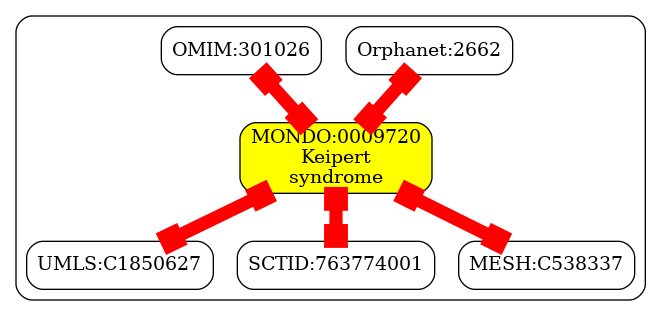 OMIM:301026
Orphanet:2662
MONDO:0009720
Keipert
syndrome
UMLS:C1850627
SCTID:763774001
MESH:C538337